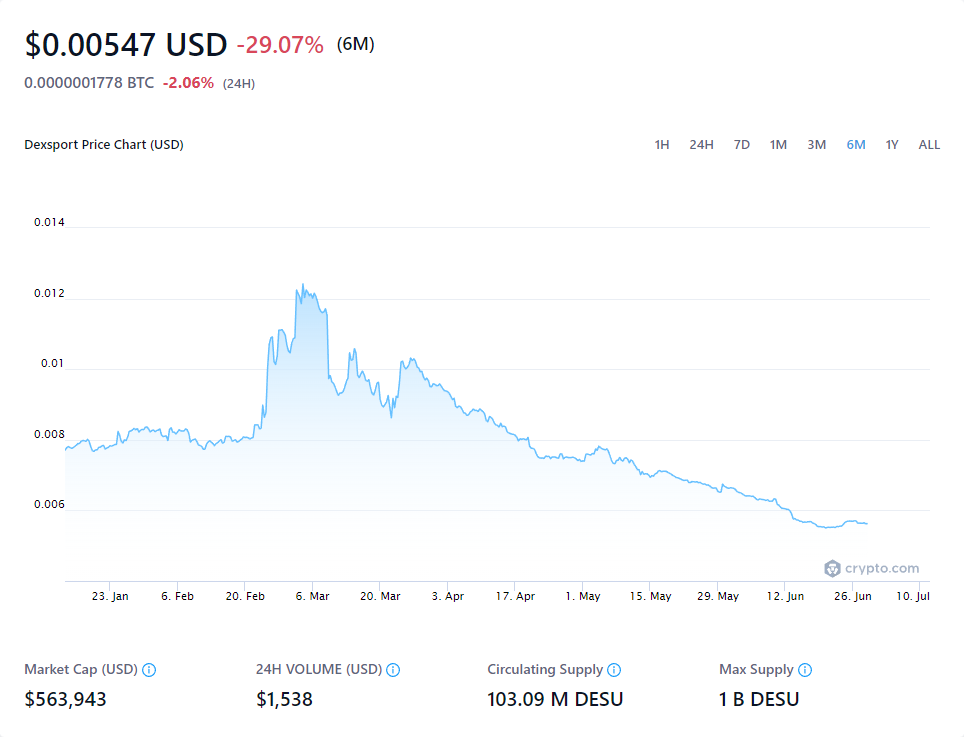 $0.00547 USD -29.07% (6M)
0.0000001778 BTC -2.06% (24H)
Dexsport Price Chart (USD) 1H 24H 7D 1M 3M 6M 1Y ALL
0.014
0.012
0.01
0.008
0.006
crypto.com
23. Jan 6. Feb 20. Feb 6. Mar 20. Mar 3. Apr 17. Apr 1. May 15. May 29. May 12. Jun 26. Jun 10. Jul
Market Cap (USD) 24H VOLUME (USD) Circulating Supply Max Supply
$563,943 $1,538 103.09 M DESU 1 B DESU